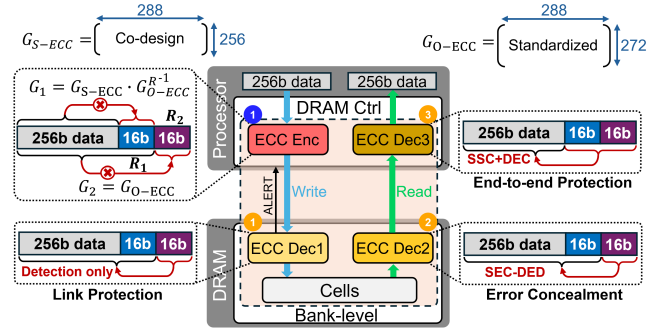 288
G_S-ECC = ( Co-design ) 256
288
G_O-ECC = ( Standardized ) 272
G_1 = G_S-ECC · G_O-ECC^R^-1
R_2
256b data 16b 16b
R_1
G_2 = G_O-ECC
Processor
256b data 256b data
DRAM Ctrl
1 ECC Enc
3 ECC Dec3
256b data 16b 16b
SSC+DEC
End-to-end Protection
ALERT
Write
Read
256b data 16b 16b
Detection only
Link Protection
DRAM
1 ECC Dec1
2 ECC Dec2
Cells
Bank-level
256b data 16b 16b
SEC-DED
Error Concealment